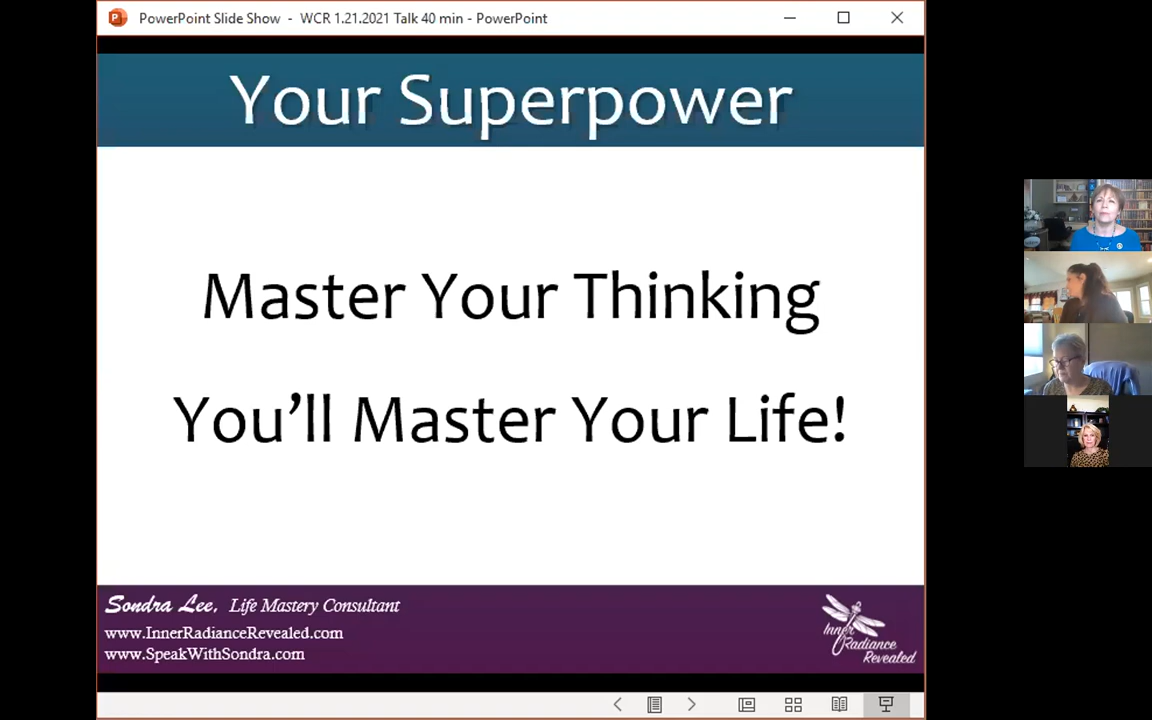 PowerPoint Slide Show - WCR 1.21.2021 Talk 40 min - PowerPoint
Your Superpower
Master Your Thinking
You’ll Master Your Life!
Sondra Lee, Life Mastery Consultant
www.InnerRadianceRevealed.com
www.SpeakWithSondra.com
Inner
Radiance
Revealed